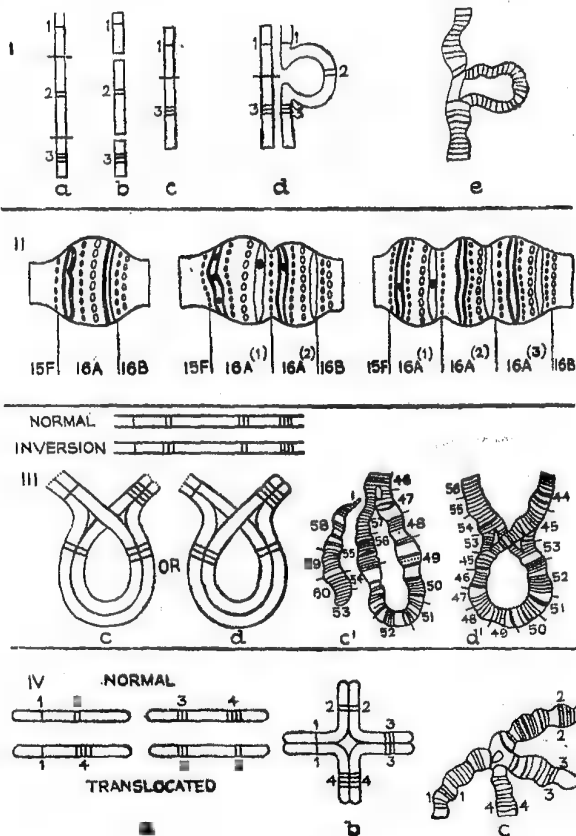 I
1 1 1 1 1
2 2 2
3 3 3 3
a b c d e
II
15F 16A 16B 15F 16A (1) 16A (2) 16B 15F 16A (1) 16A (2) 16A (3) 16B
NORMAL
INVERSION
III
OR
c d c' d'
46 47 48 49 50 51 52 53 54 55 56 57 58 60
56 55 54 53 45 46 47 48 49 50 51 52 53 45 44
IV NORMAL
1 3 4
1 4
TRANSLOCATED
2 2
1 3
1 3
4 4
b
2
2
3
3
1 1
4 4
c